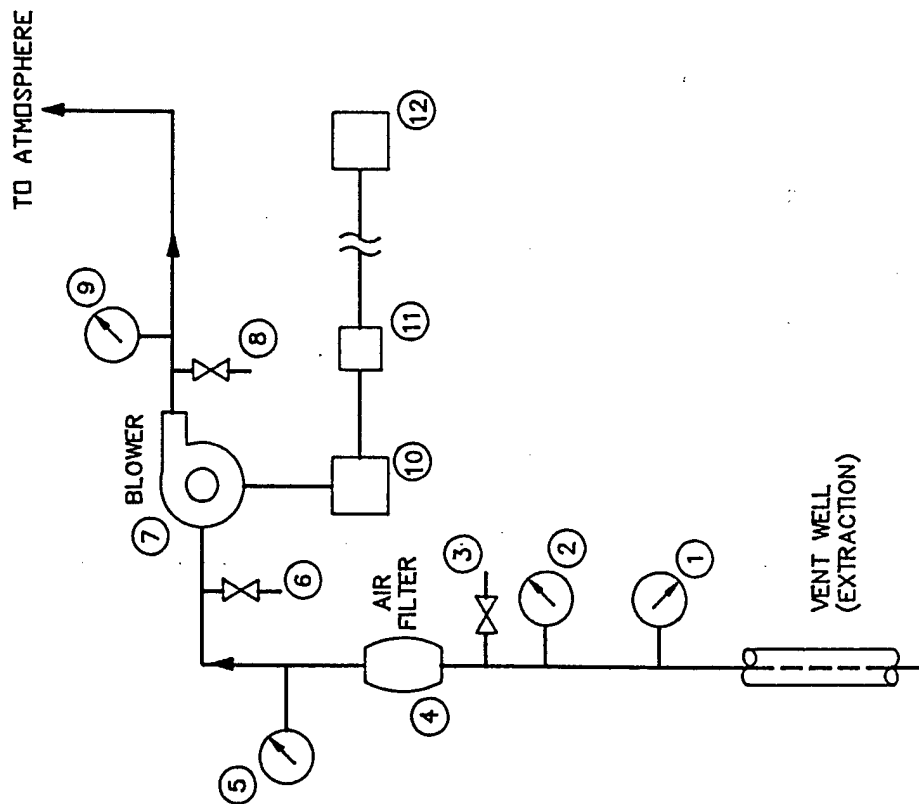 TO ATMOSPHERE
9
12
BLOWER
8
11
7
10
6
AIR
FILTER
3
2
1
5
4
VENT WELL
(EXTRACTION)